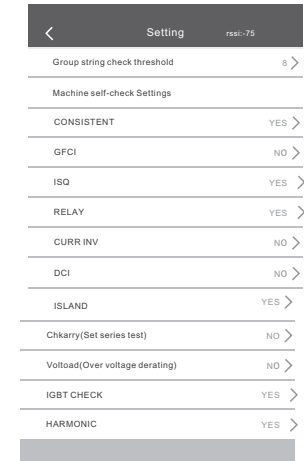 Setting rssi:-75
Group string check threshold 8
Machine self-check Settings
CONSISTENT YES
GFCI NO
ISQ YES
RELAY YES
CURR INV NO
DCI NO
ISLAND YES
Chkarry(Set series test) NO
Voltoad(Over voltage derating) NO
IGBT CHECK YES
HARMONIC YES